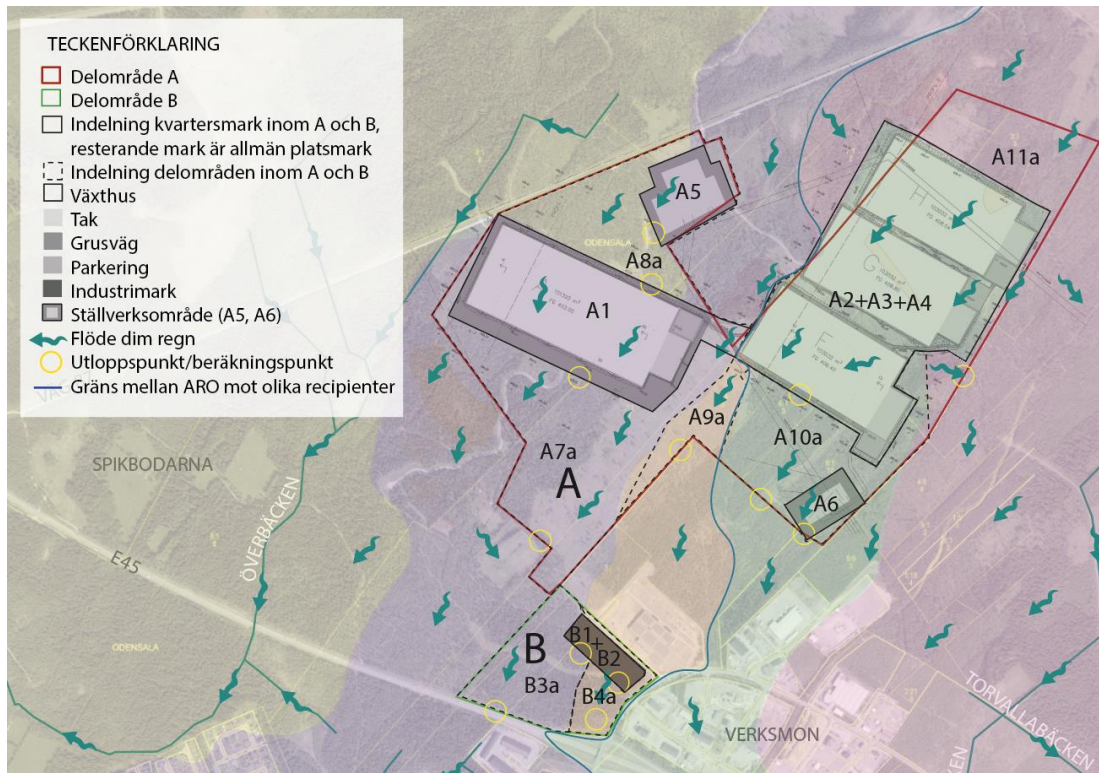 TECKENFÖRKLARING
Delområde A
Delområde B
Indelning kvartersmark inom A och B,
resterande mark är allmän platsmark
Indelning delområden inom A och B
Växthus
Tak
Grusväg
Parkering
Industrimark
Ställverksområde (A5, A6)
Flöde dim regn
Utloppspunkt/beräkningspunkt
Gräns mellan ARO mot olika recipienter
A11a
A5
H
ODENSALA
A8a
G
A1
A2+A3+A4
F
A9a
A7a
A
A10a
SPIKBODARNA
A6
ÖVERBÄCKEN
E45
B1+
B2
B
ODENSALA
B3a
B4a
VERKSMON
TORVALLABÄCKEN